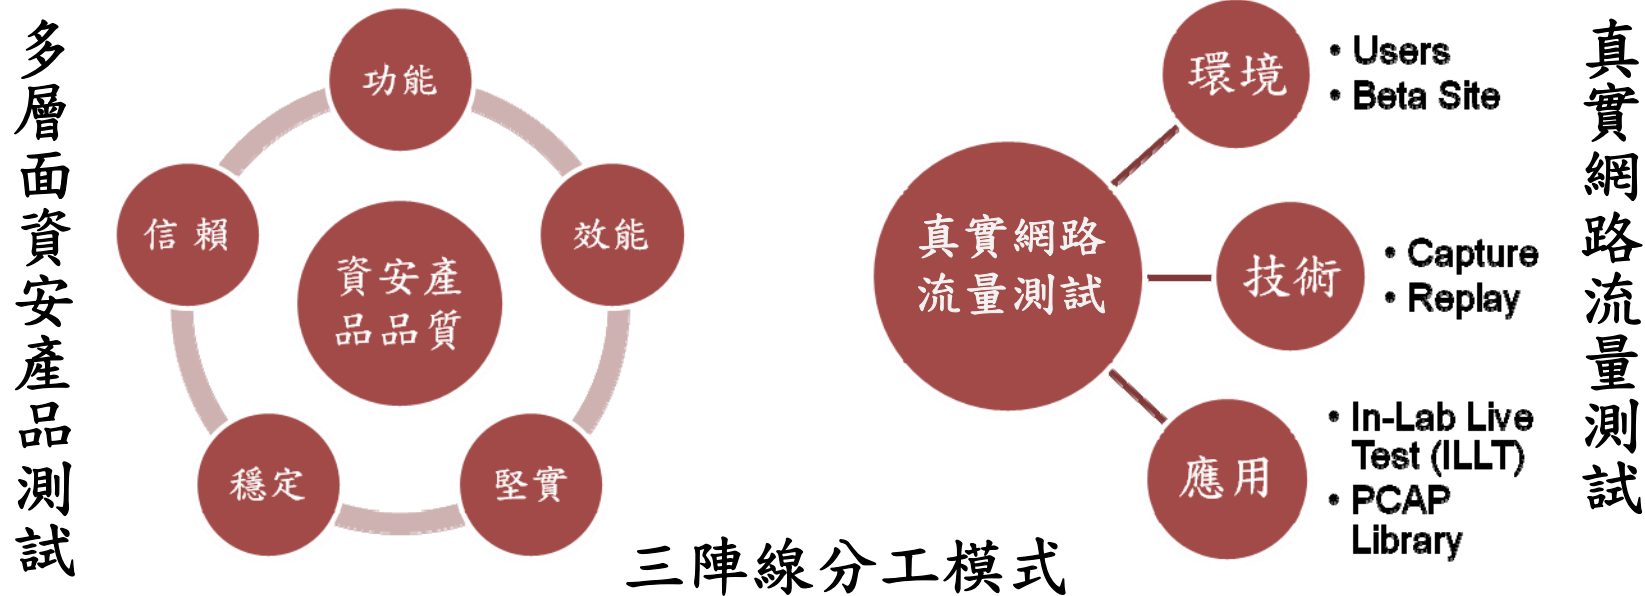 多層面資安產品測試
功能
效能
堅實
穩定
信賴
資安產
品品質
三陣線分工模式
真實網路
流量測試
環境
• Users
• Beta Site
技術
• Capture
• Replay
應用
• In-Lab Live
Test (ILLT)
• PCAP
Library
真實網路流量測試